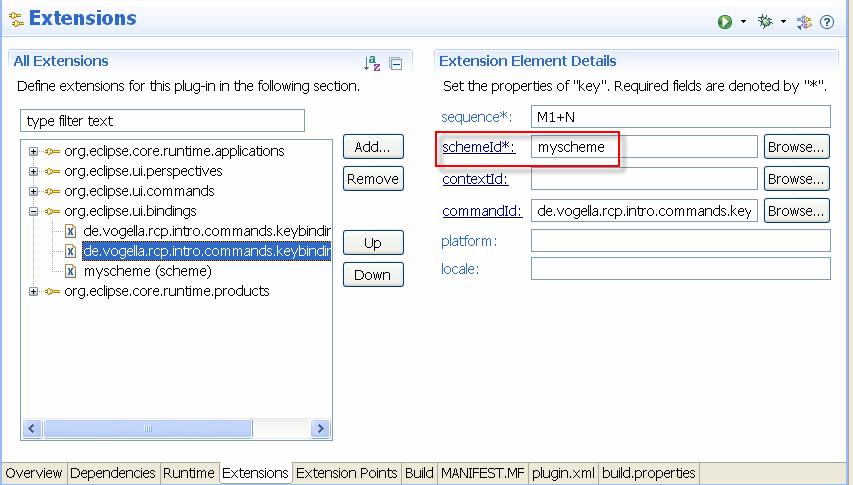 Extensions
All Extensions
Define extensions for this plug-in in the following section.
type filter text
org.eclipse.core.runtime.applications
org.eclipse.ui.perspectives
org.eclipse.ui.commands
org.eclipse.ui.bindings
de.vogella.rcp.intro.commands.keybindin
de.vogella.rcp.intro.commands.keybindin
myscheme (scheme)
org.eclipse.core.runtime.products
Add...
Remove
Up
Down
Extension Element Details
Set the properties of "key". Required fields are denoted by "*".
sequence*: M1+N
schemeId*: myscheme Browse...
contextId: Browse...
commandId: de.vogella.rcp.intro.commands.key Browse...
platform:
locale:
Overview Dependencies Runtime Extensions Extension Points Build MANIFEST.MF plugin.xml build.properties